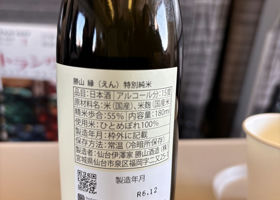 勝山 縁（えん）特別純米
品目：日本酒 アルコール分：15度
原材料名：米（国産）、米麹（国産米）
精米歩合：55% 内容量：180ml
使用米：ひとめぼれ100%
保存方法：常温（冷暗所保存）
製造年月：枠外に記載
製造者：仙台伊澤家 勝山酒造（株）
宮城県仙台市泉区福岡字二又25-1
製造年月
R6.12